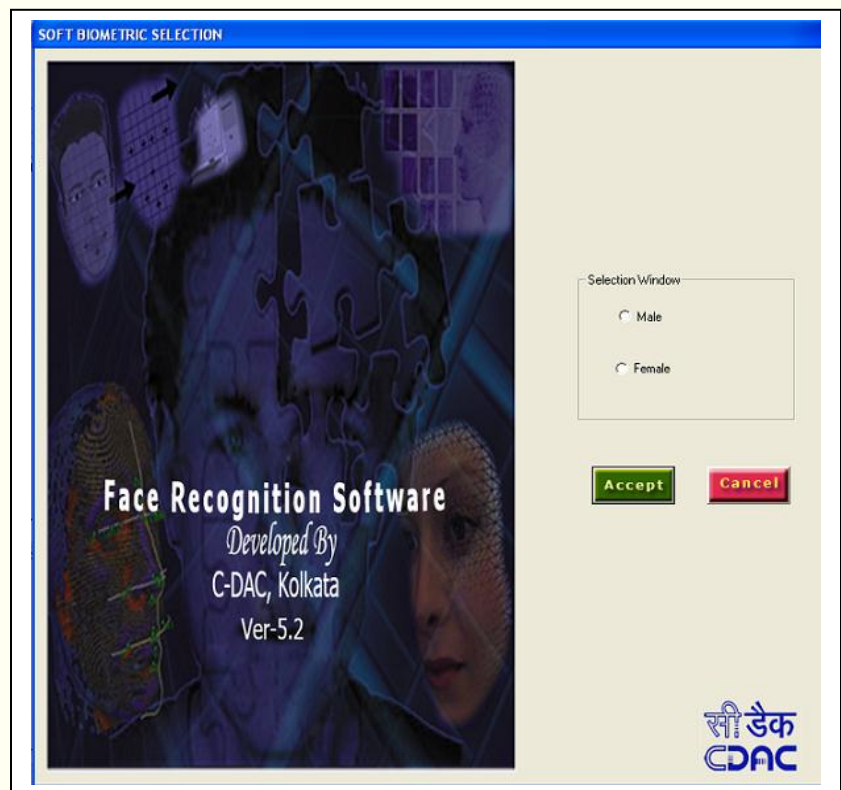 SOFT BIOMETRIC SELECTION
Face Recognition Software
Developed By
C-DAC, Kolkata
Ver-5.2
Selection Window
Male
Female
Accept
Cancel
सी डैक
CDAC